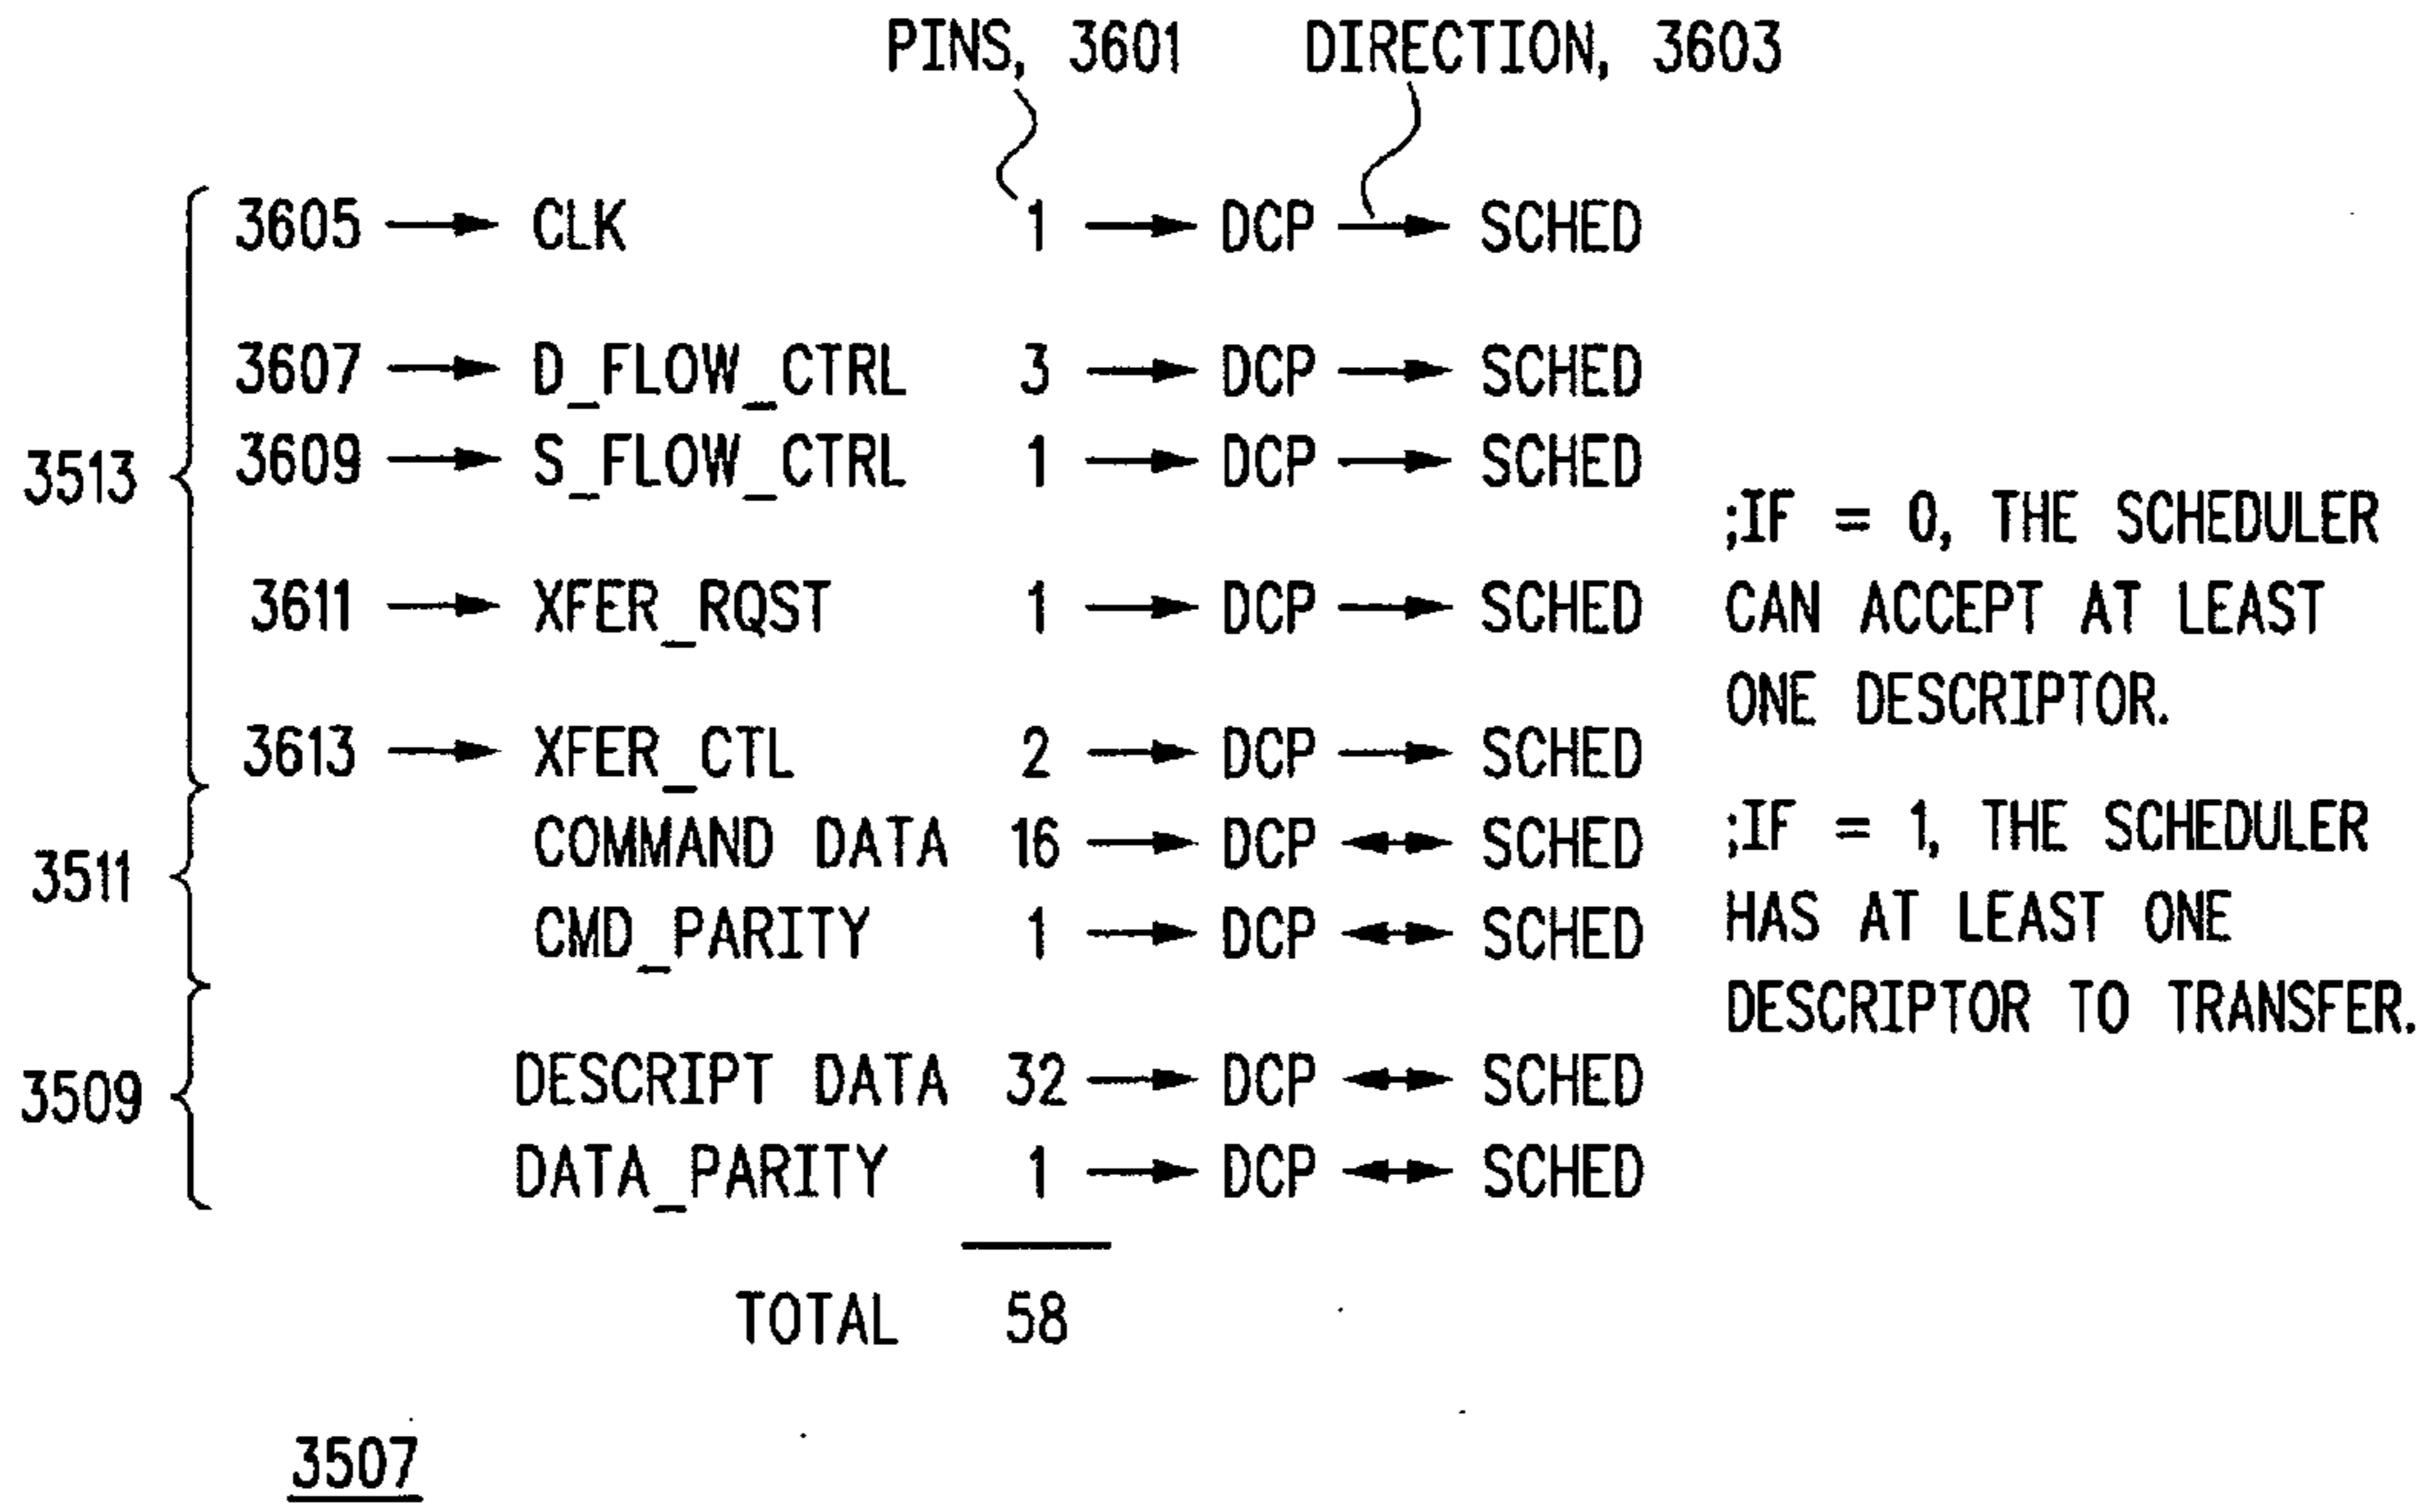 PINS, 3601 DIRECTION, 3603
3605 → CLK 1 → DCP → SCHED
3607 → D_FLOW_CTRL 3 → DCP → SCHED
3513 3609 → S_FLOW_CTRL 1 → DCP → SCHED
;IF = 0, THE SCHEDULER
3611 → XFER_RQST 1 → DCP → SCHED CAN ACCEPT AT LEAST
ONE DESCRIPTOR.
3613 → XFER_CTL 2 → DCP → SCHED
COMMAND DATA 16 → DCP ↔ SCHED ;IF = 1, THE SCHEDULER
3511
CMD_PARITY 1 → DCP ↔ SCHED HAS AT LEAST ONE
DESCRIPTOR TO TRANSFER.
DESCRIPT DATA 32 → DCP ↔ SCHED
3509
DATA_PARITY 1 → DCP ↔ SCHED
TOTAL 58
3507